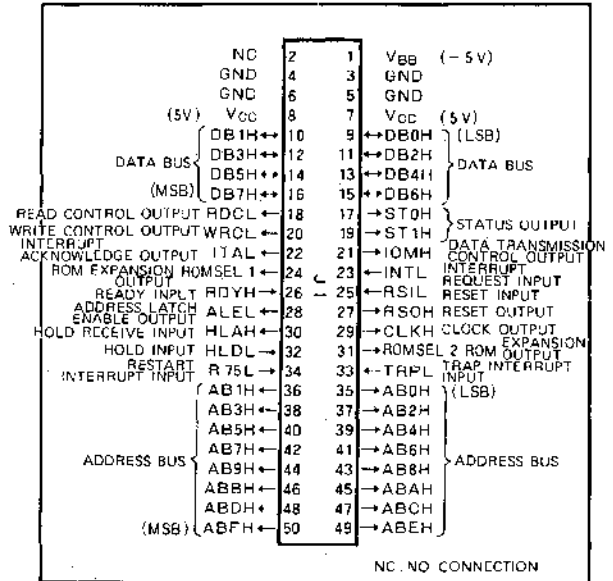 NC 2 1 VBB (-5V)
GND 4 3 GND
GND 6 5 GND
(5V) VCC 8 7 VCC (5V)
DB1H 10 9 DB0H (LSB)
DB3H 12 11 DB2H
DATA BUS DB5H 14 13 DB4H DATA BUS
(MSB) DB7H 16 15 DB6H
READ CONTROL OUTPUT RDCL 18 17 ST0H
WRITE CONTROL OUTPUT WRCL 20 19 ST1H STATUS OUTPUT
INTERRUPT ACKNOWLEDGE OUTPUT ITAL 22 21 IOMH DATA TRANSMISSION CONTROL OUTPUT
ROM EXPANSION OUTPUT ROMSEL 1 24 23 INTL INTERRUPT REQUEST INPUT
READY INPUT RDYH 26 25 RSIL RESET INPUT
ADDRESS LATCH ENABLE OUTPUT ALEL 28 27 RSOH RESET OUTPUT
HOLD RECEIVE INPUT HLAH 30 29 CLKH CLOCK OUTPUT
HOLD INPUT HLDL 32 31 ROMSEL 2 ROM EXPANSION OUTPUT
RESTART INTERRUPT INPUT R75L 34 33 TRPL TRAP INTERRUPT INPUT
AB1H 36 35 AB0H (LSB)
AB3H 38 37 AB2H
AB5H 40 39 AB4H
AB7H 42 41 AB6H
ADDRESS BUS AB9H 44 43 AB8H ADDRESS BUS
ABBH 46 45 ABAH
ABDH 48 47 ABCH
(MSB) ABFH 50 49 ABEH
NC. NO CONNECTION